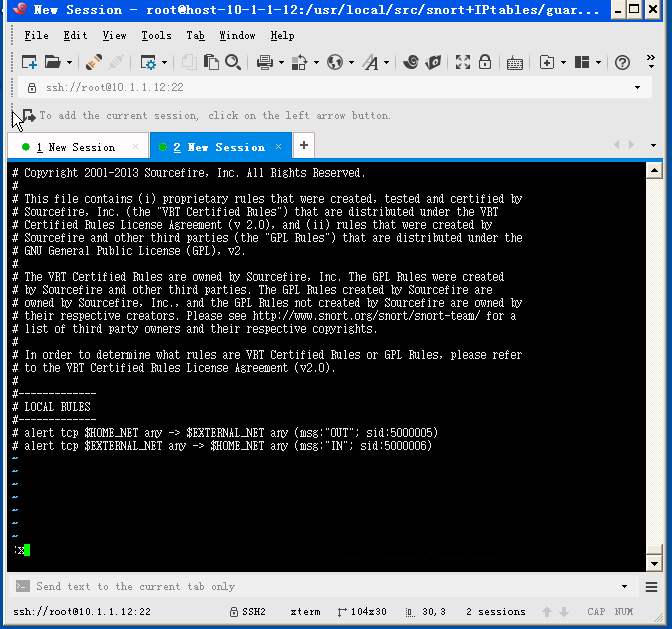 New Session - root@host-10-1-1-12:/usr/local/src/snort+IPtables/guar...
File Edit View Tools Tab Window Help
ssh://root@10.1.1.12:22
To add the current session, click on the left arrow button.
1 New Session
2 New Session
# Copyright 2001-2013 Sourcefire, Inc. All Rights Reserved.
#
# This file contains (i) proprietary rules that were created, tested and certified by
# Sourcefire, Inc. (the "VRT Certified Rules") that are distributed under the VRT
# Certified Rules License Agreement (v 2.0), and (ii) rules that were created by
# Sourcefire and other third parties (the "GPL Rules") that are distributed under the
# GNU General Public License (GPL), v2.
#
# The VRT Certified Rules are owned by Sourcefire, Inc. The GPL Rules were created
# by Sourcefire and other third parties. The GPL Rules created by Sourcefire are
# owned by Sourcefire, Inc., and the GPL Rules not created by Sourcefire are owned by
# their respective creators. Please see http://www.snort.org/snort/snort-team/ for a
# list of third party owners and their respective copyrights.
#
# In order to determine what rules are VRT Certified Rules or GPL Rules, please refer
# to the VRT Certified Rules License Agreement (v2.0).
#
#-------------
# LOCAL RULES
#-------------
# alert tcp $HOME_NET any -> $EXTERNAL_NET any (msg:"OUT"; sid:5000005)
# alert tcp $EXTERNAL_NET any -> $HOME_NET any (msg:"IN"; sid:5000006)
~
~
~
~
~
~
~
:x
Send text to the current tab only
ssh://root@10.1.1.12:22 SSH2 xterm 104x30 30,3 2 sessions CAP NUM